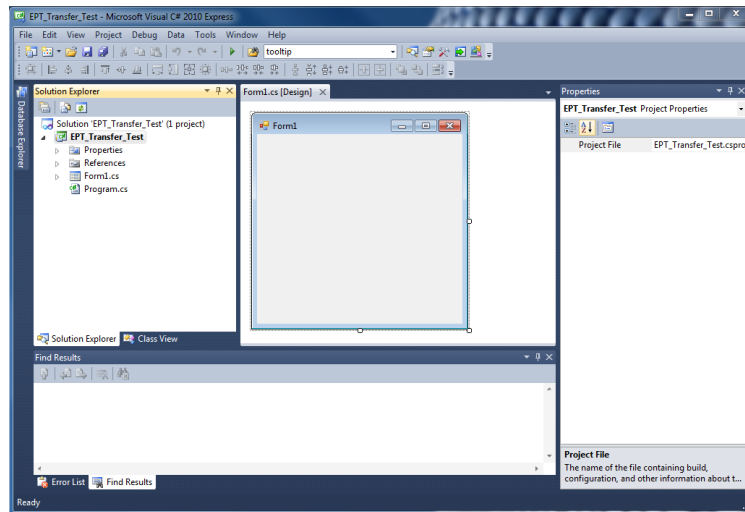 EPT_Transfer_Test - Microsoft Visual C# 2010 Express
File Edit View Project Debug Data Tools Window Help
tooltip
Database Explorer
Solution Explorer
Solution 'EPT_Transfer_Test' (1 project)
EPT_Transfer_Test
Properties
References
Form1.cs
Program.cs
Solution Explorer Class View
Form1.cs [Design]
Form1
Properties
EPT_Transfer_Test Project Properties
Project File EPT_Transfer_Test.cspro
Project File
The name of the file containing build,
configuration, and other information about t...
Find Results
Error List Find Results
Ready